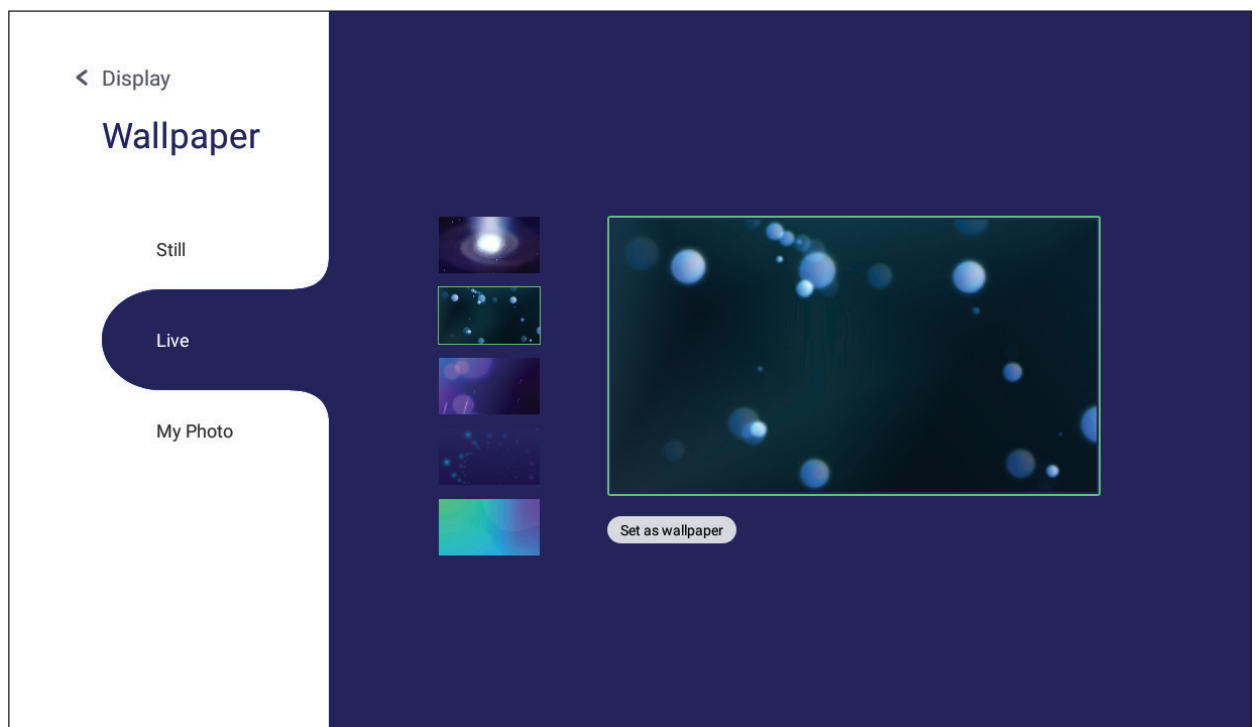 Display
Wallpaper
Still
Live
My Photo
Set as wallpaper